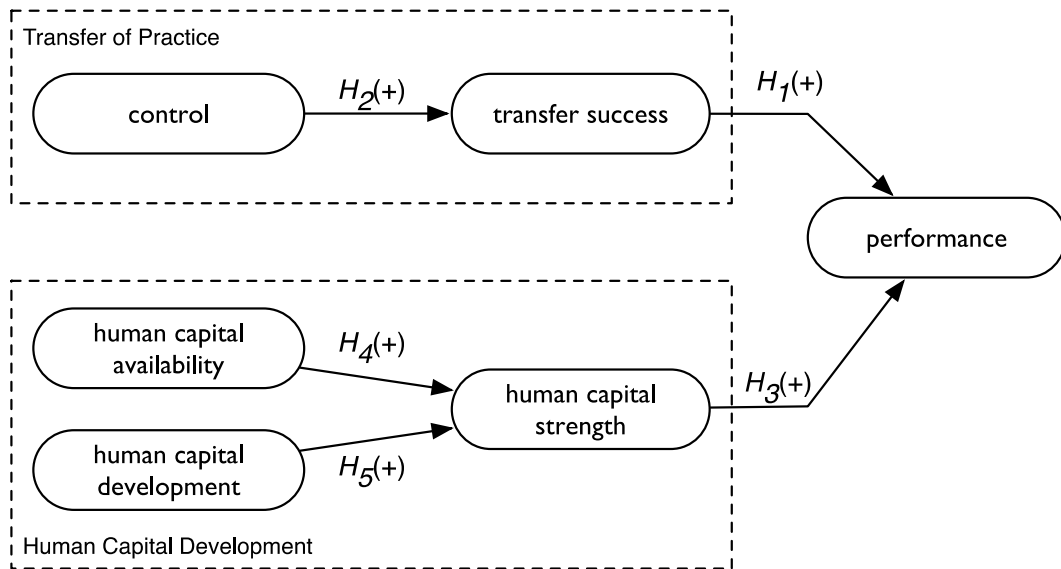 Transfer of Practice
control
H2(+)
transfer success
H1(+)
performance
human capital
availability
H4(+)
human capital
strength
H3(+)
human capital
development
H5(+)
Human Capital Development